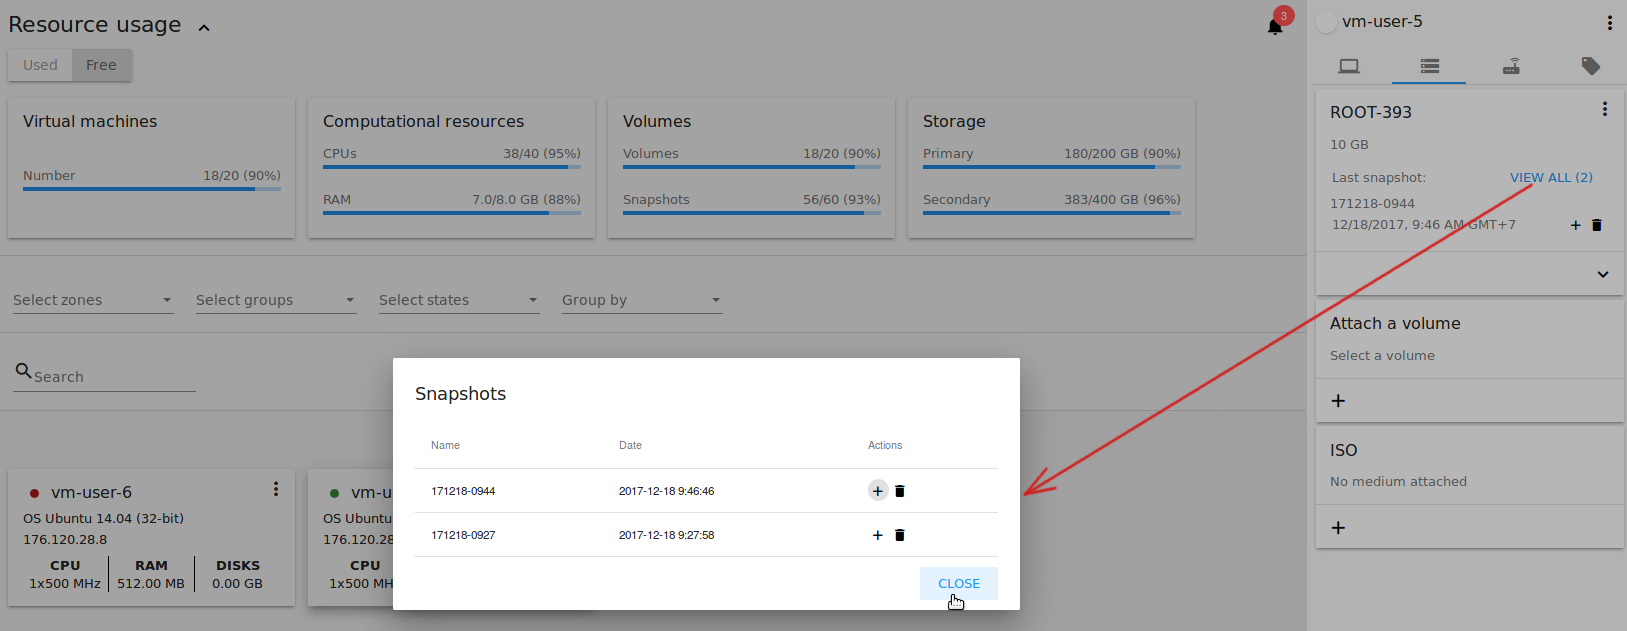 Resource usage
3
Used Free
Virtual machines
Number 18/20 (90%)
Computational resources
CPUs 38/40 (95%)
RAM 7.0/8.0 GB (88%)
Volumes
Volumes 18/20 (90%)
Snapshots 56/60 (93%)
Storage
Primary 180/200 GB (90%)
Secondary 383/400 GB (96%)
Select zones Select groups Select states Group by
Search
vm-user-6
OS Ubuntu 14.04 (32-bit)
176.120.28.8
CPU RAM DISKS
1x500 MHz 512.00 MB 0.00 GB
vm-u
OS Ubuntu
176.120.28
CPU
1x500 MH
Snapshots
Name Date Actions
171218-0944 2017-12-18 9:46:46
171218-0927 2017-12-18 9:27:58
CLOSE
vm-user-5
ROOT-393
10 GB
Last snapshot: VIEW ALL (2)
171218-0944
12/18/2017, 9:46 AM GMT+7
Attach a volume
Select a volume
ISO
No medium attached